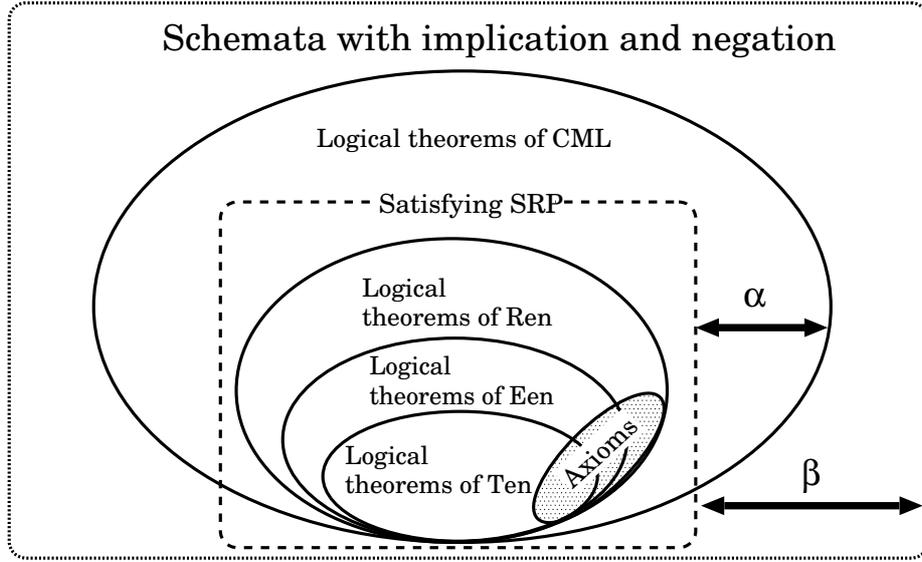 Schemata with implication and negation
Logical theorems of CML
Satisfying SRP
Logical
theorems of Ren
α
Logical
theorems of Een
Axioms
Logical
theorems of Ten
β